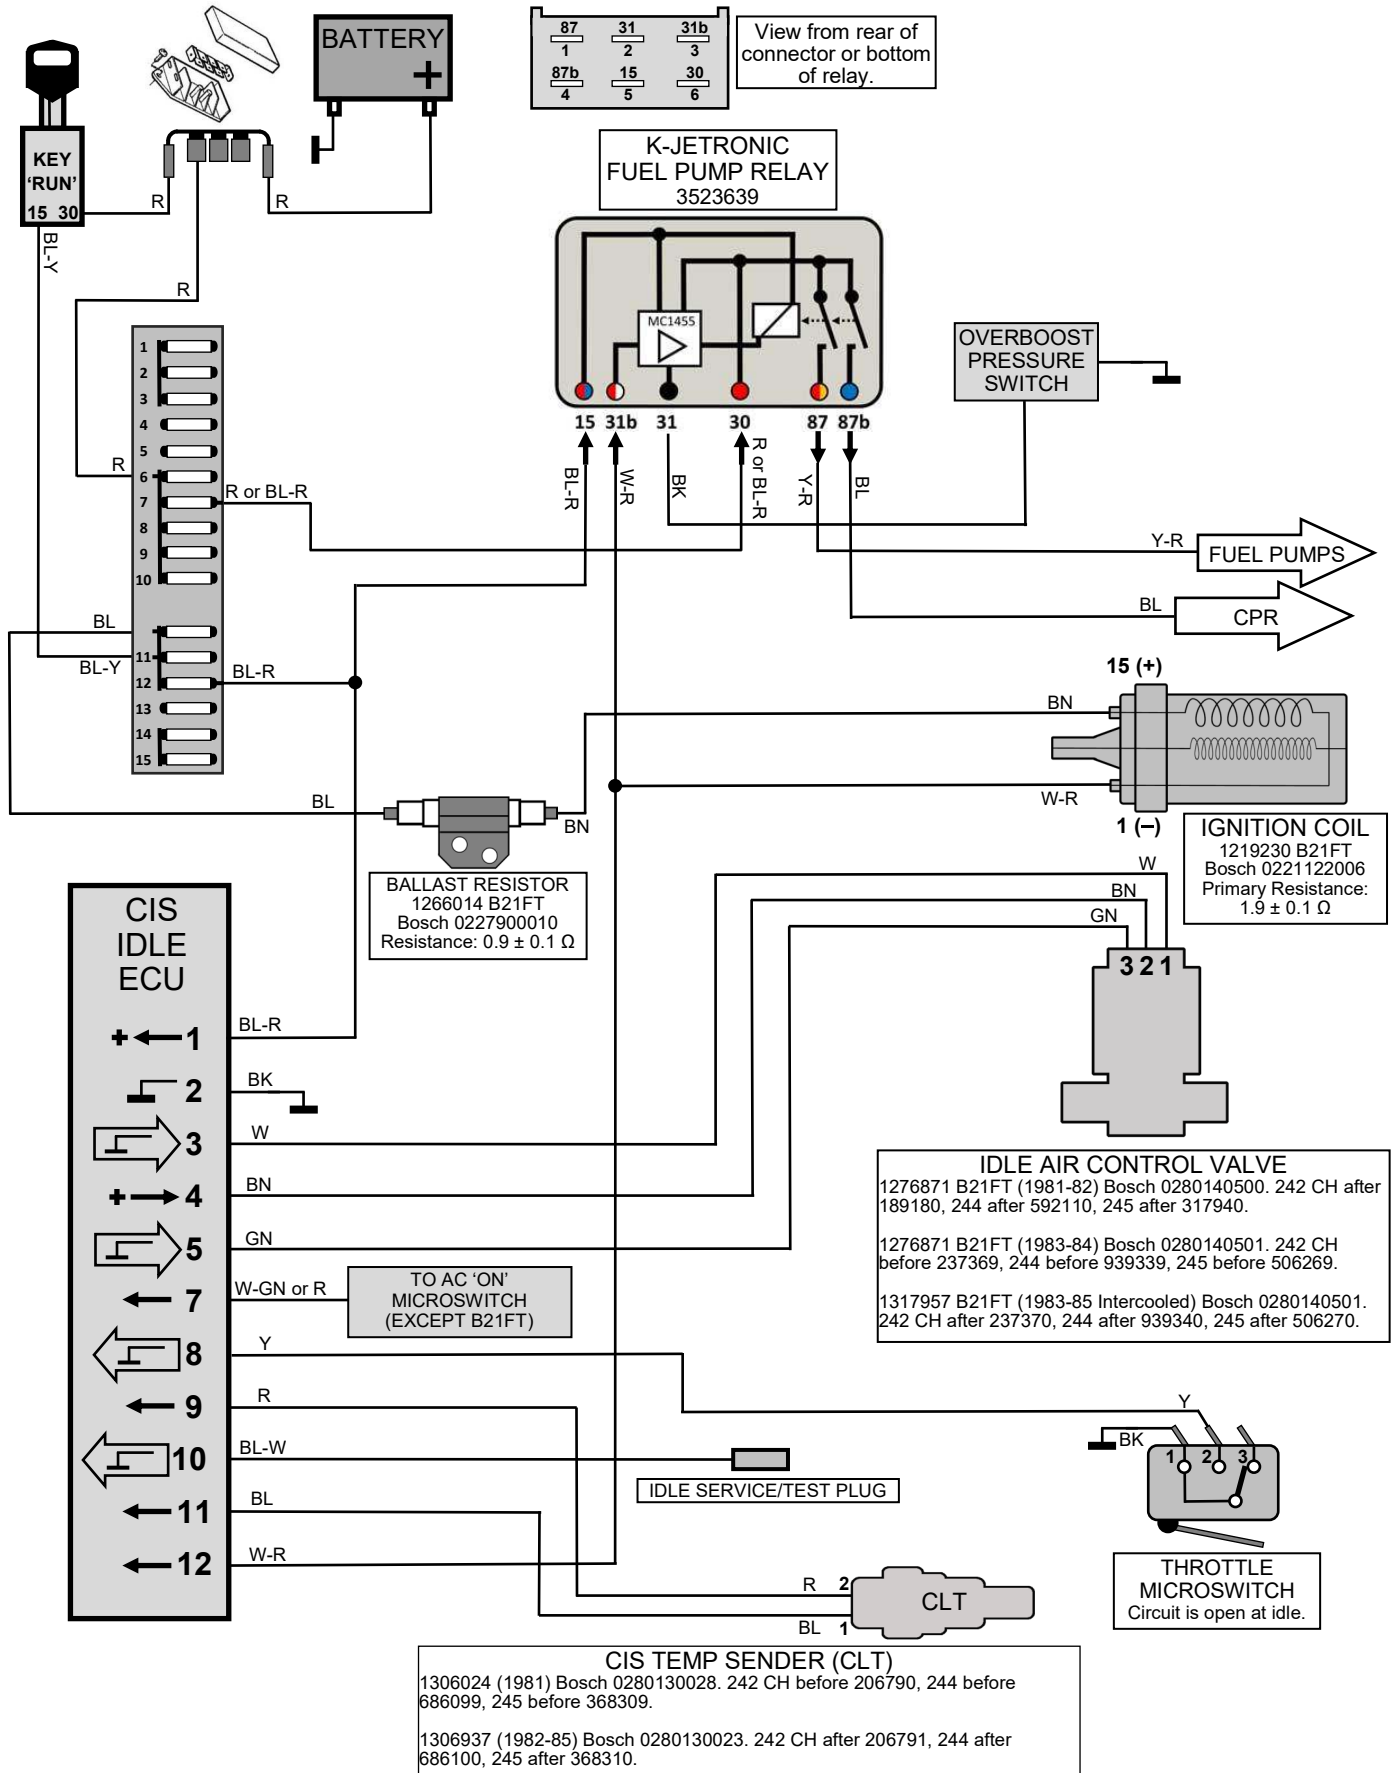 BATTERY
+
KEY
'RUN'
15 30
R
R
BL-Y
R
87 31 31b
1 2 3
87b 15 30
4 5 6
View from rear of
connector or bottom
of relay.
K-JETRONIC
FUEL PUMP RELAY
3523639
MC1455
15 31b 31 30 87 87b
BL-R
W-R
BK
R or BL-R
Y-R
BL
OVERBOOST
PRESSURE
SWITCH
1
2
3
4
5
R
6
7
R or BL-R
8
9
10
BL
11
BL-Y
12
BL-R
13
14
15
Y-R
FUEL PUMPS
BL
CPR
15 (+)
BN
W-R
1 (–)
IGNITION COIL
1219230 B21FT
Bosch 0221122006
Primary Resistance:
1.9 ± 0.1 Ω
BL
BN
BALLAST RESISTOR
1266014 B21FT
Bosch 0227900010
Resistance: 0.9 ± 0.1 Ω
W
BN
GN
3 2 1
IDLE AIR CONTROL VALVE
1276871 B21FT (1981-82) Bosch 0280140500. 242 CH after
189180, 244 after 592110, 245 after 317940.
1276871 B21FT (1983-84) Bosch 0280140501. 242 CH
before 237369, 244 before 939339, 245 before 506269.
1317957 B21FT (1983-85 Intercooled) Bosch 0280140501.
242 CH after 237370, 244 after 939340, 245 after 506270.
CIS
IDLE
ECU
+ 1 BL-R
2 BK
3 W
+ 4 BN
5 GN
7 W-GN or R
TO AC 'ON'
MICROSWITCH
(EXCEPT B21FT)
8 Y
9 R
10 BL-W
IDLE SERVICE/TEST PLUG
11 BL
12 W-R
Y
BK
1 2 3
THROTTLE
MICROSWITCH
Circuit is open at idle.
R 2
BL 1
CLT
CIS TEMP SENDER (CLT)
1306024 (1981) Bosch 0280130028. 242 CH before 206790, 244 before
686099, 245 before 368309.
1306937 (1982-85) Bosch 0280130023. 242 CH after 206791, 244 after
686100, 245 after 368310.